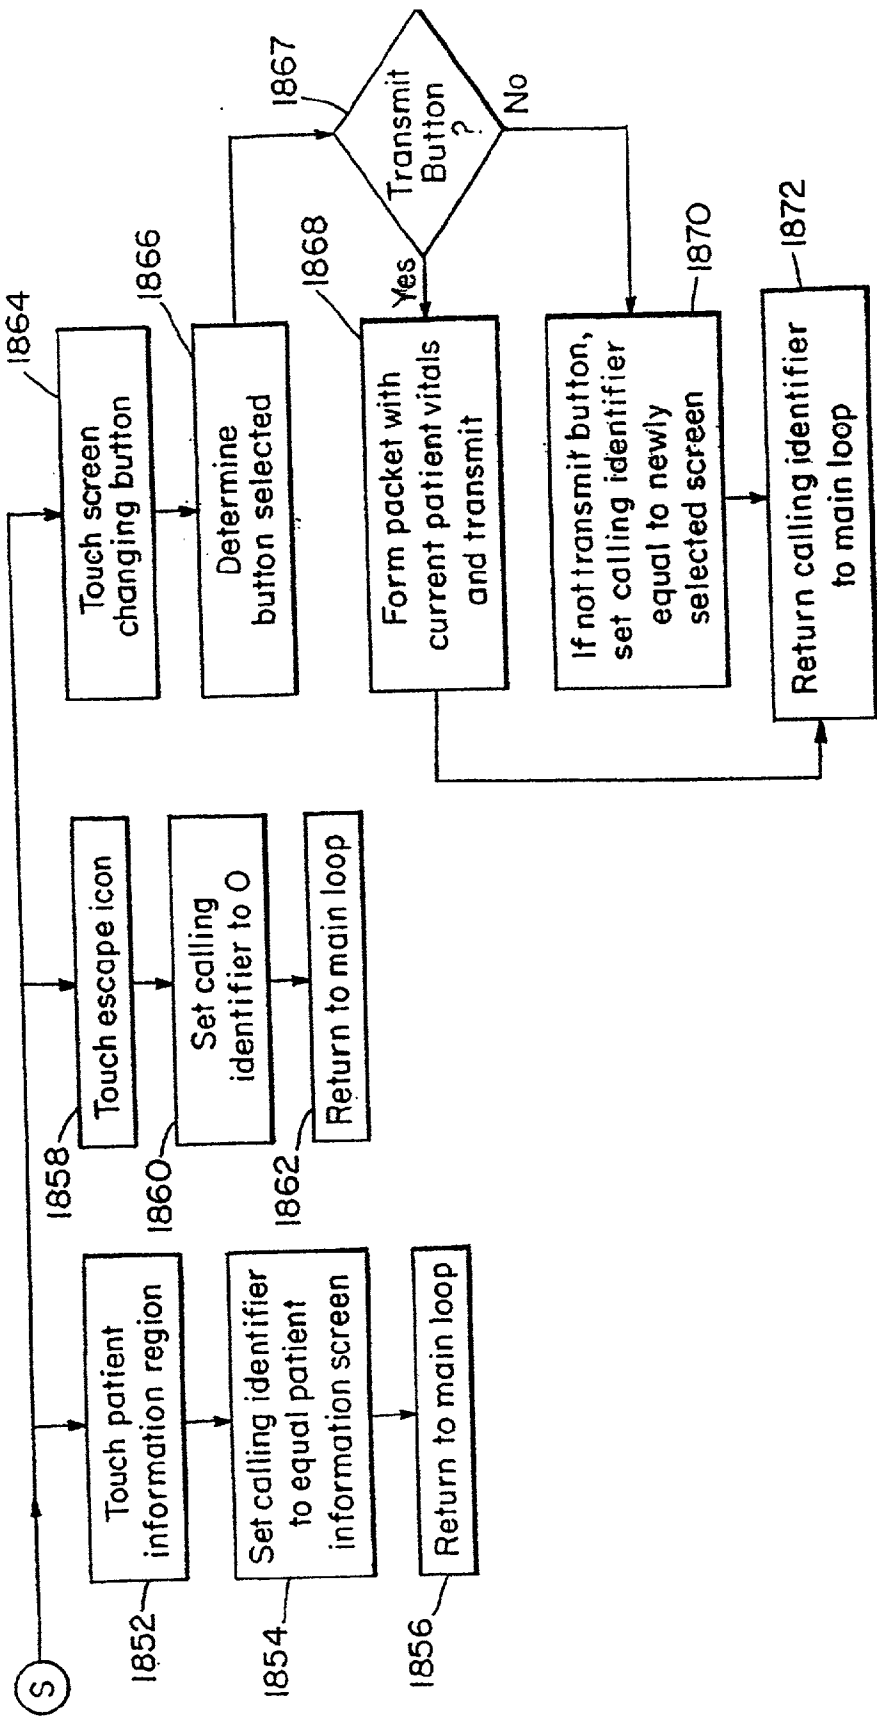 S
1852
Touch patient
information region
1854
Set calling identifier
to equal patient
information screen
1856
Return to main loop
1858
Touch escape icon
1860
Set calling
identifier to 0
1862
Return to main loop
1864
Touch screen
changing button
1866
Determine
button selected
1867
Transmit
Button
?
Yes
No
1868
Form packet with
current patient vitals
and transmit
1870
If not transmit button,
set calling identifier
equal to newly
selected screen
1872
Return calling identifier
to main loop